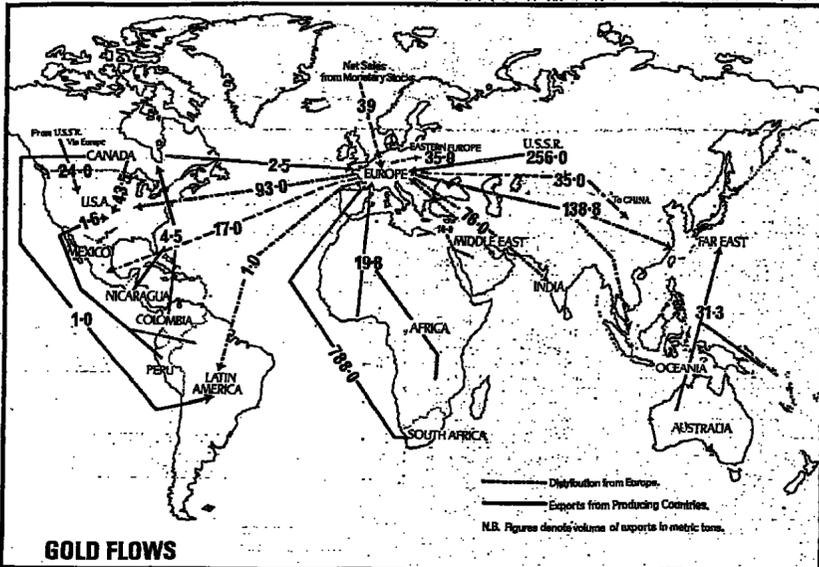 Net Sales
from Monetary Stocks
39
From U.S.S.R.
Via Europe
CANADA
24·0
U.S.A.
1·6
2·5
93·0
17·0
4·5
1·0
MEXICO
NICARAGUA
COLOMBIA
PERU
LATIN
AMERICA
1·0
EUROPE
EASTERN EUROPE
35·0
U.S.S.R.
256·0
35·0
To CHINA
138·8
76·0
MIDDLE EAST
INDIA
FAR EAST
19·8
AFRICA
788·0
SOUTH AFRICA
31·3
OCEANIA
AUSTRALIA
Distribution from Europe.
Exports from Producing Countries.
N.B. Figures denote volume of exports in metric tons.
GOLD FLOWS